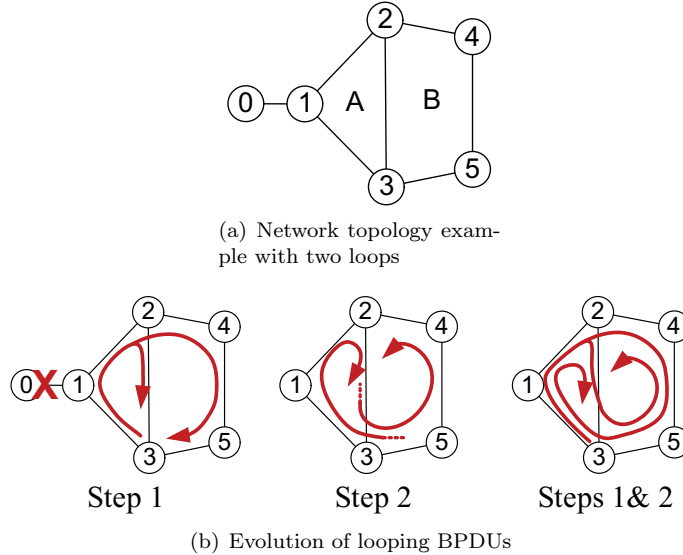 2
4
0
1
A
B
3
5
(a) Network topology exam-
ple with two loops
2
4
0
X
1
3
5
Step 1
2
4
1
3
5
Step 2
2
4
1
3
5
Steps 1& 2
(b) Evolution of looping BPDUs